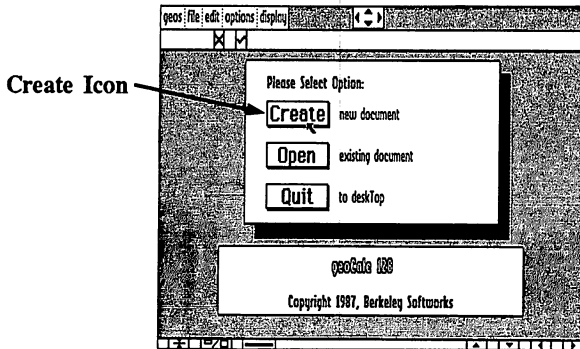 geos file edit options display
Create Icon
Please Select Option:
Create new document
Open existing document
Quit to deskTop
geoCalc 128
Copyright 1987, Berkeley Softworks